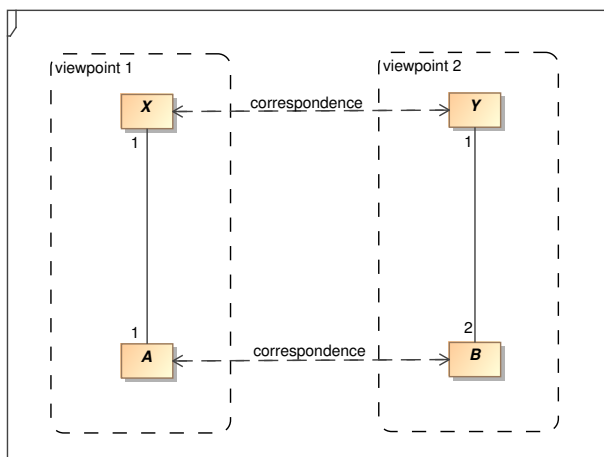 viewpoint 1
viewpoint 2
X
correspondence
Y
1
1
1
2
A
correspondence
B